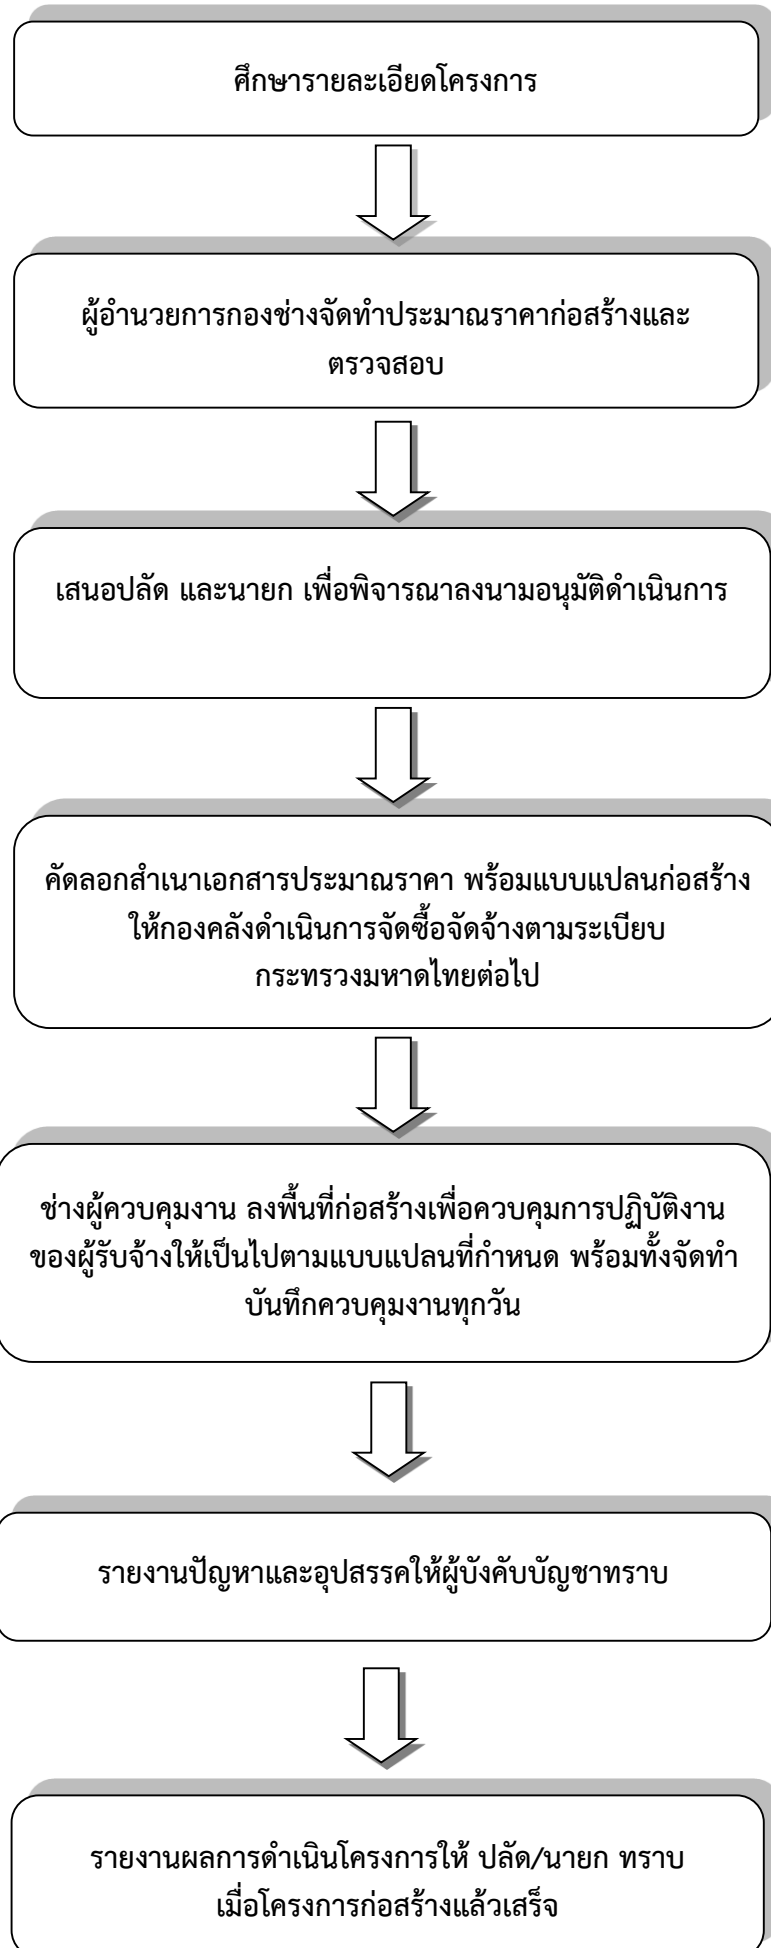 ศึกษารายละเอียดโครงการ
ผู้อำนวยการกองช่างจัดทำประมาณราคาก่อสร้างและ
ตรวจสอบ
เสนอปลัด และนายก เพื่อพิจารณาลงนามอนุมัติดำเนินการ
คัดลอกสำเนาเอกสารประมาณราคา พร้อมแบบแปลนก่อสร้าง
ให้กองคลังดำเนินการจัดซื้อจัดจ้างตามระเบียบ
กระทรวงมหาดไทยต่อไป
ช่างผู้ควบคุมงาน ลงพื้นที่ก่อสร้างเพื่อควบคุมการปฏิบัติงาน
ของผู้รับจ้างให้เป็นไปตามแบบแปลนที่กำหนด พร้อมทั้งจัดทำ
บันทึกควบคุมงานทุกวัน
รายงานปัญหาและอุปสรรคให้ผู้บังคับบัญชาทราบ
รายงานผลการดำเนินโครงการให้ ปลัด/นายก ทราบ
เมื่อโครงการก่อสร้างแล้วเสร็จ